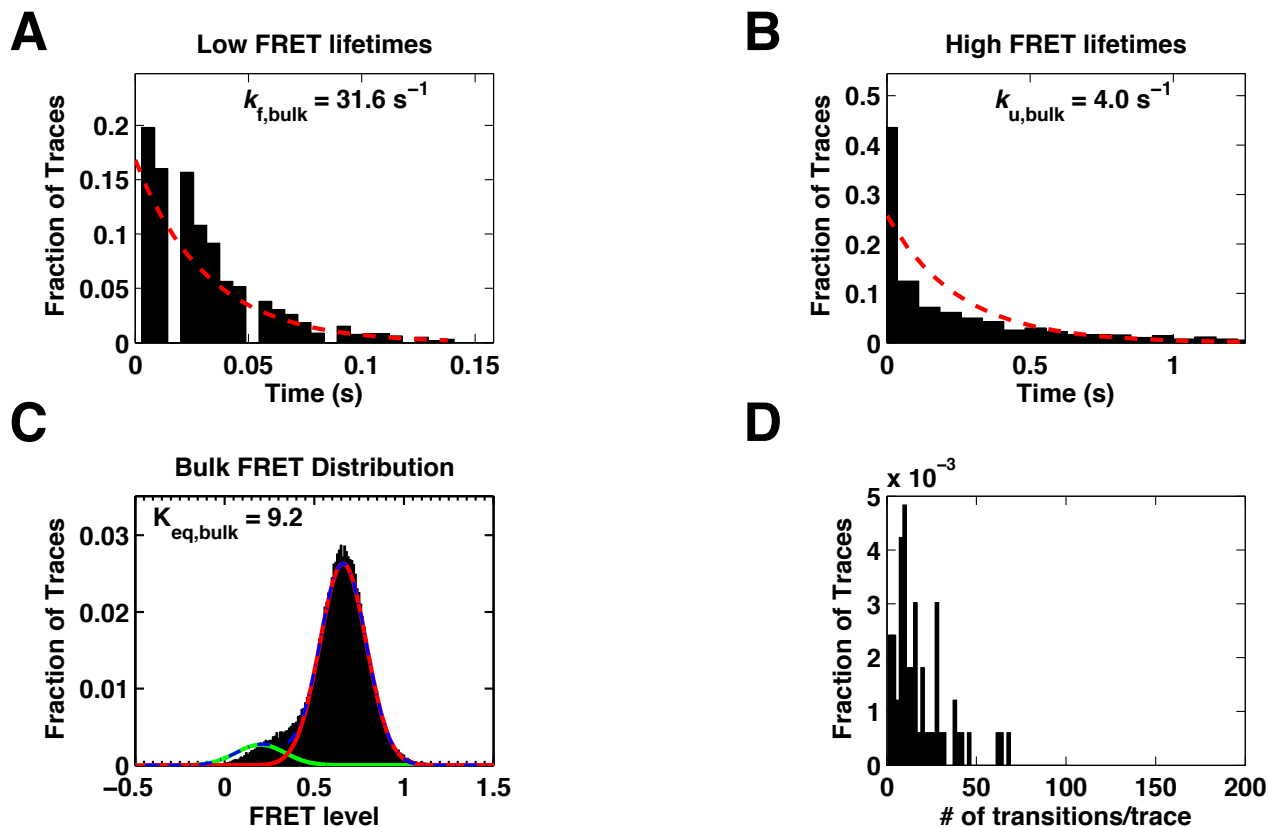 A
Low FRET lifetimes
k_f,bulk = 31.6 s⁻¹
Fraction of Traces
0.2
0.15
0.1
0.05
0
0 0.05 0.1 0.15
Time (s)
B
High FRET lifetimes
k_u,bulk = 4.0 s⁻¹
Fraction of Traces
0.5
0.4
0.3
0.2
0.1
0
0 0.5 1
Time (s)
C
Bulk FRET Distribution
K_eq,bulk = 9.2
Fraction of Traces
0.03
0.02
0.01
0
−0.5 0 0.5 1 1.5
FRET level
D
x 10⁻³
Fraction of Traces
5
4
3
2
1
0
0 50 100 150 200
# of transitions/trace